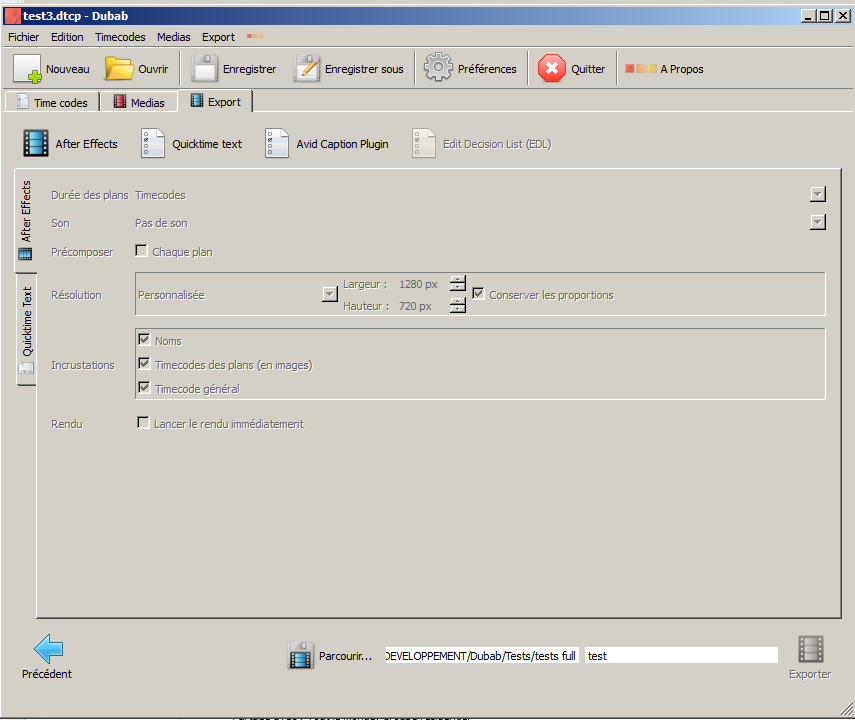 test3.dtcp - Dubab
Fichier Edition Timecodes Medias Export
Nouveau Ouvrir Enregistrer Enregistrer sous Préférences Quitter A Propos
Time codes Medias Export
After Effects Quicktime text Avid Caption Plugin Edit Decision List (EDL)
After Effects
Quicktime Text
Durée des plans Timecodes
Son Pas de son
Précomposer Chaque plan
Résolution Personnalisée
Largeur : 1280 px
Hauteur : 720 px
Conserver les proportions
Incrustations
Noms
Timecodes des plans (en images)
Timecode général
Rendu Lancer le rendu immédiatement
Précédent
Parcourir... DEVELOPPEMENT/Dubab/Tests/tests full test
Exporter